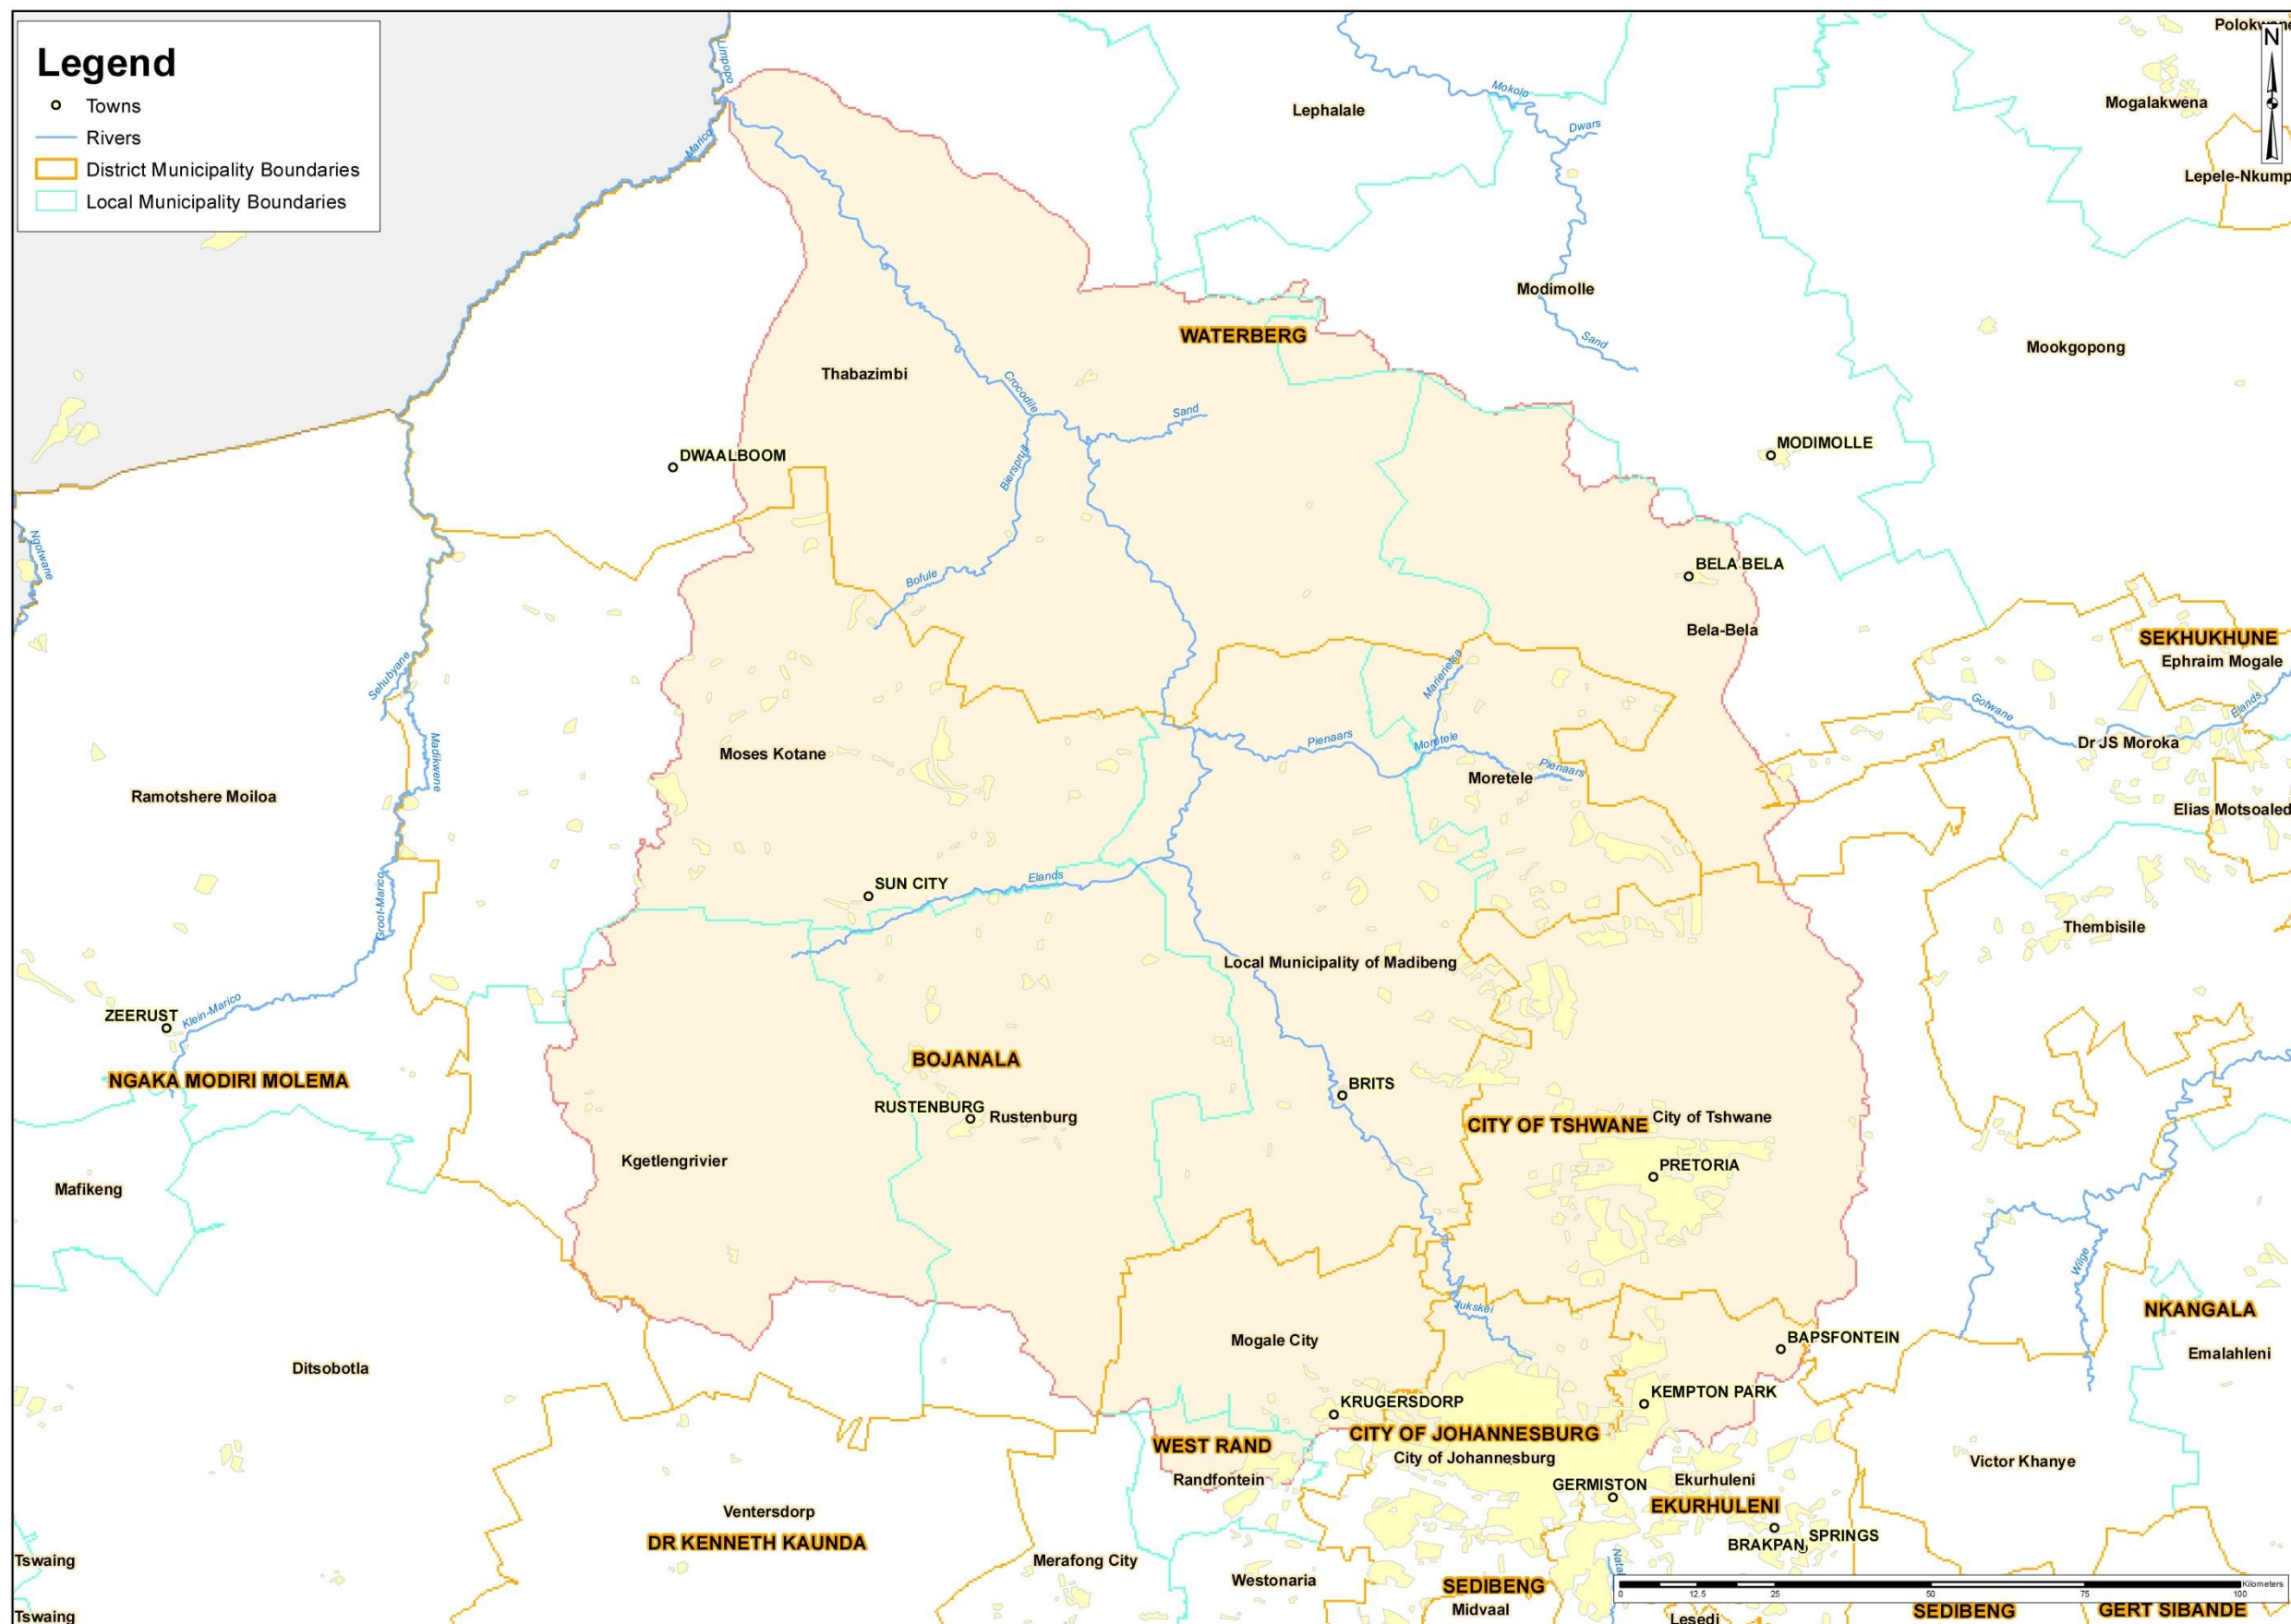 Legend
Towns
Rivers
District Municipality Boundaries
Local Municipality Boundaries
N
Limpopo
Marico
Mokolo
Dwars
Lephalale
Mogalakwena
Modimolle
Sand
WATERBERG
Mookgopong
Thabazimbi
Crocodile
Sand
Bierspruit
DWAALBOOM
MODIMOLLE
Ngotwane
BELA BELA
Bofule
Bela-Bela
SEKHUKHUNE
Ephraim Mogale
Sehubyane
Gotwane
Elands
Madikwene
Pienaars
Moretele
Pienaars
Dr JS Moroka
Moses Kotane
Moretele
Ramotshere Moiloa
Elias Motsoaled
SUN CITY
Elands
Groot-Marico
Thembisile
Local Municipality of Madibeng
ZEERUST
Klein-Marico
BOJANALA
NGAKA MODIRI MOLEMA
BRITS
RUSTENBURG
Rustenburg
CITY OF TSHWANE
City of Tshwane
Kgetlengrivier
PRETORIA
Mafikeng
Wilge
Jukskei
NKANGALA
Mogale City
BAPSFONTEIN
Emalahleni
Ditsobotla
KEMPTON PARK
KRUGERSDORP
CITY OF JOHANNESBURG
WEST RAND
City of Johannesburg
Victor Khanye
Randfontein
Ekurhuleni
GERMISTON
EKURHULENI
Ventersdorp
DR KENNETH KAUNDA
SPRINGS
BRAKPAN
Tswaing
Merafong City
Westonaria
SEDIBENG
Midvaal
Natal
0 12.5 25 50 75 100
Kilometers
Tswaing
Lesedi
SEDIBENG
GERT SIBANDE